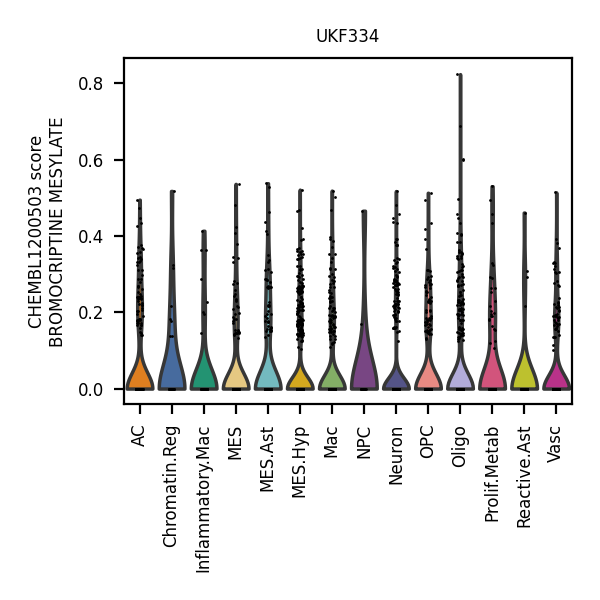 UKF334
CHEMBL1200503 score
BROMOCRIPTINE MESYLATE
0.8
0.6
0.4
0.2
0.0
AC
Chromatin.Reg
Inflammatory.Mac
MES
MES.Ast
MES.Hyp
Mac
NPC
Neuron
OPC
Oligo
Prolif.Metab
Reactive.Ast
Vasc